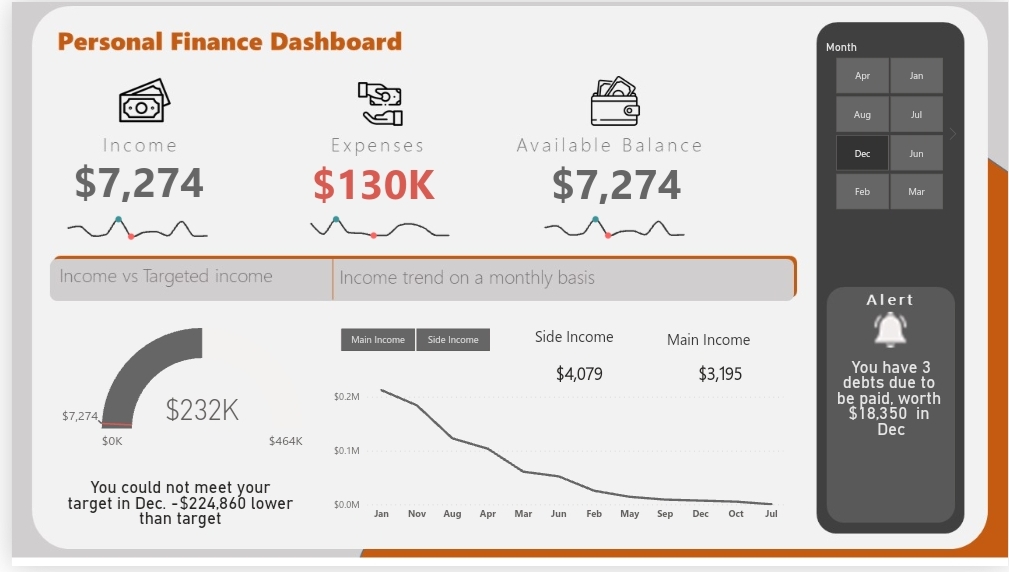 Personal Finance Dashboard
Income
$7,274
Expenses
$130K
Available Balance
$7,274
Income vs Targeted income
Income trend on a monthly basis
$7,274
$0K
$232K
$464K
You could not meet your
target in Dec. -$224,860 lower
than target
Main Income
Side Income
Side Income
$4,079
Main Income
$3,195
$0.2M
$0.1M
$0.0M
Jan Nov Aug Apr Mar Jun Feb May Sep Dec Oct Jul
Month
Apr Jan
Aug Jul
Dec Jun
Feb Mar
Alert
You have 3
debts due to
be paid, worth
$18,350 in
Dec